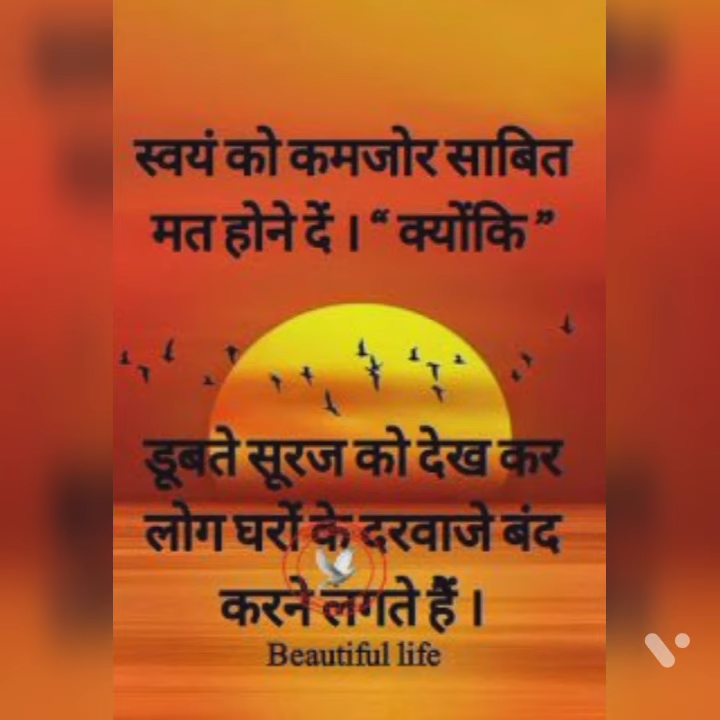 स्वयं को कमजोर साबित
मत होने दें । “ क्योंकि ”
डूबते सूरज को देख कर
लोग घरों के दरवाजे बंद
करने लगते हैं ।
Beautiful life